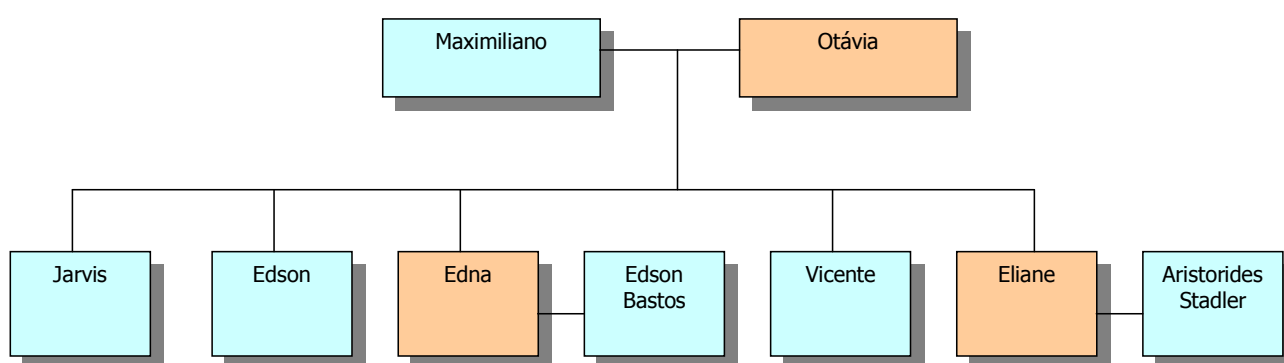 Maximiliano
Otávia
Jarvis
Edson
Edna
Edson
Bastos
Vicente
Eliane
Aristorides
Stadler